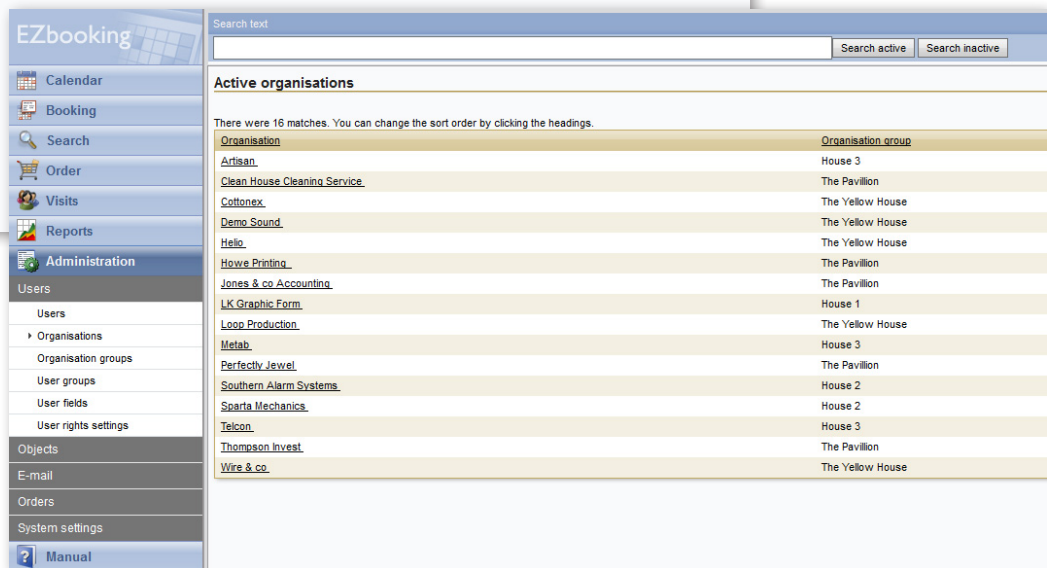 EZbooking
Calendar
Booking
Search
Order
Visits
Reports
Administration
Users
Users
Organisations
Organisation groups
User groups
User fields
User rights settings
Objects
E-mail
Orders
System settings
Manual
Search text
Search active Search inactive
Active organisations
There were 16 matches. You can change the sort order by clicking the headings.
Organisation Organisation group
Artisan House 3
Clean House Cleaning Service The Pavillion
Cottonex The Yellow House
Demo Sound The Yellow House
Helio The Yellow House
Howe Printing The Pavillion
Jones & co Accounting The Pavillion
LK Graphic Form House 1
Loop Production The Yellow House
Metab House 3
Perfectly Jewel The Pavillion
Southern Alarm Systems House 2
Sparta Mechanics House 2
Telcon House 3
Thompson Invest The Pavillion
Wire & co The Yellow House